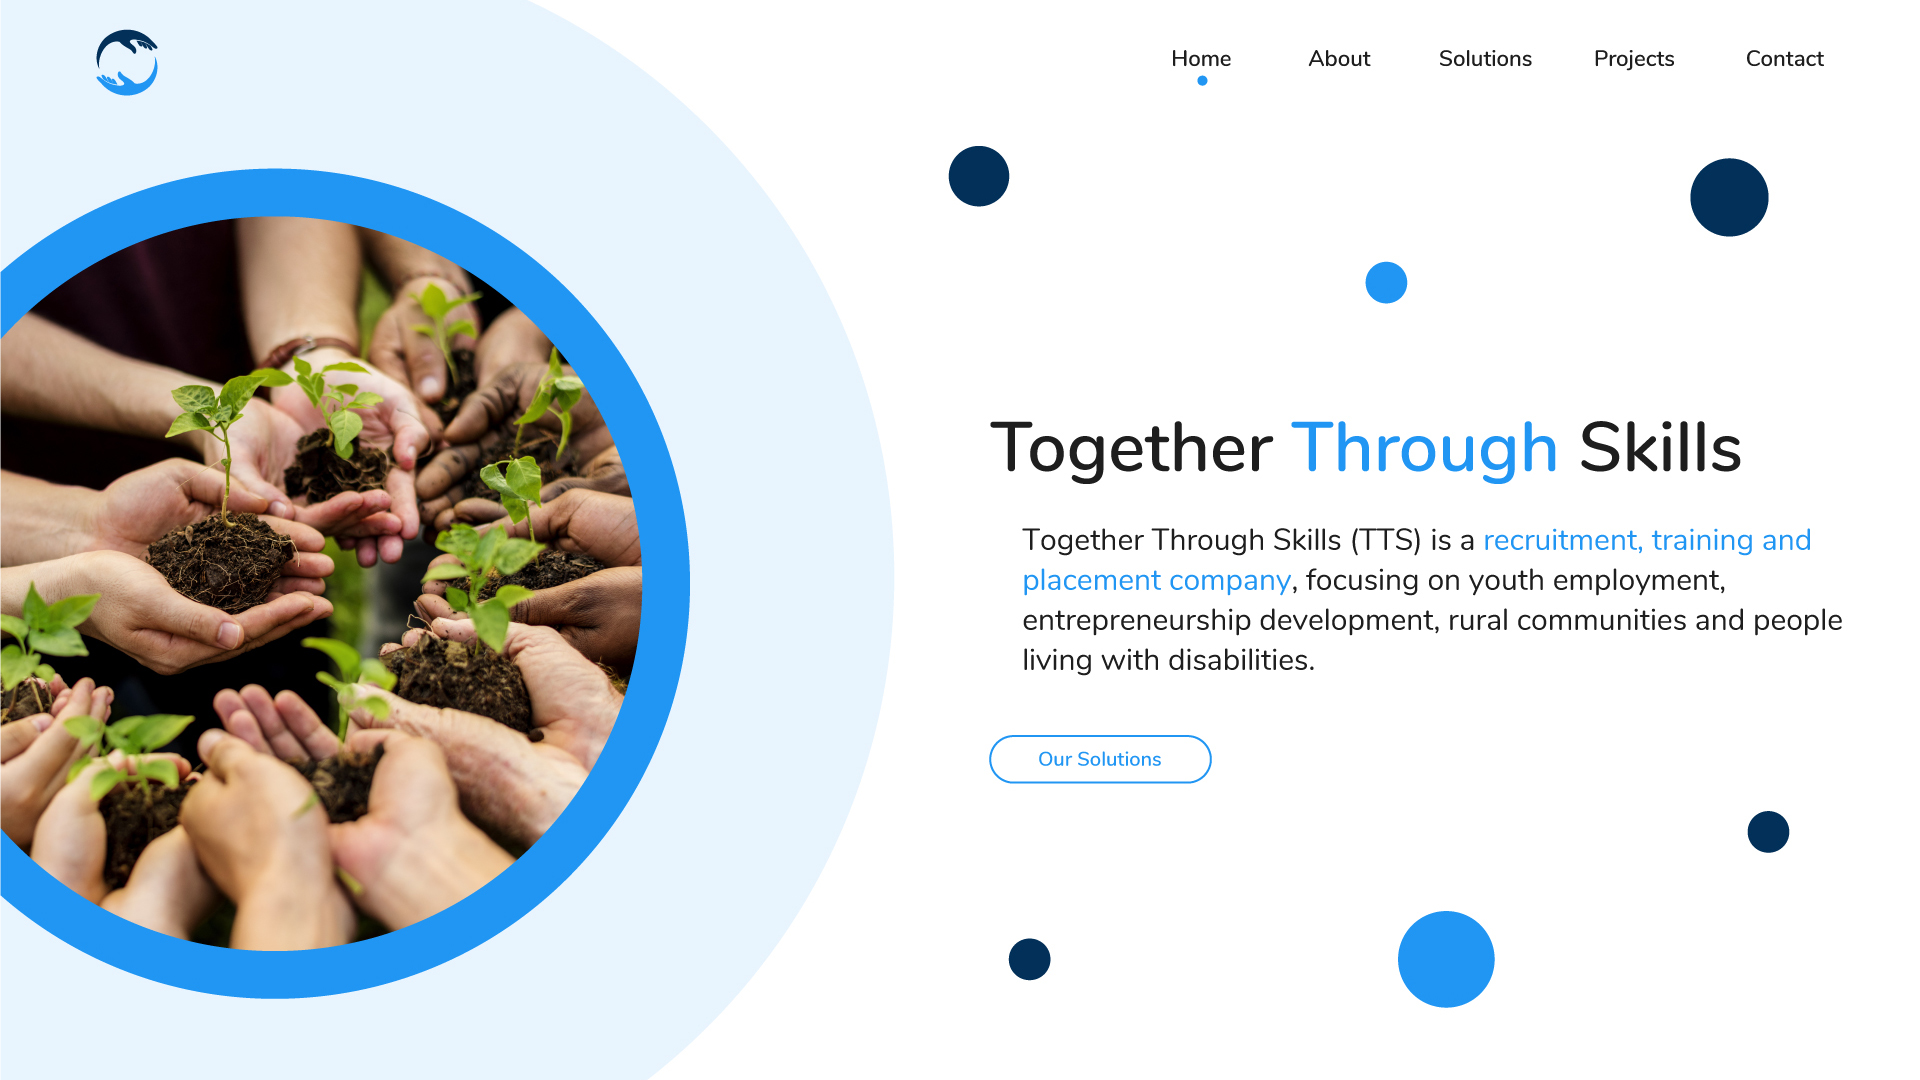 Home About Solutions Projects Contact
Together Through Skills
Together Through Skills (TTS) is a recruitment, training and
placement company, focusing on youth employment,
entrepreneurship development, rural communities and people
living with disabilities.
Our Solutions